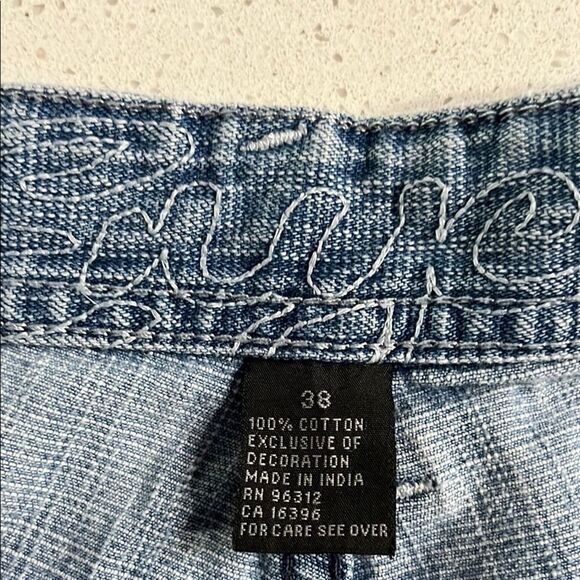 38
100% COTTON
EXCLUSIVE OF
DECORATION
MADE IN INDIA
RN 96312
CA 16396
FOR CARE SEE OVER